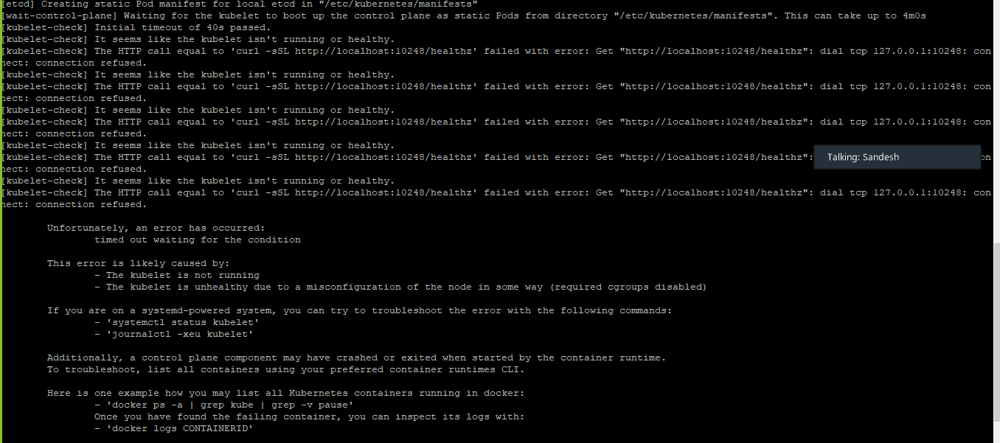 [etcd] Creating static Pod manifest for local etcd in "/etc/kubernetes/manifests"
[wait-control-plane] Waiting for the kubelet to boot up the control plane as static Pods from directory "/etc/kubernetes/manifests". This can take up to 4m0s
[kubelet-check] Initial timeout of 40s passed.
[kubelet-check] It seems like the kubelet isn't running or healthy.
[kubelet-check] The HTTP call equal to 'curl -sSL http://localhost:10248/healthz' failed with error: Get "http://localhost:10248/healthz": dial tcp 127.0.0.1:10248: con
nect: connection refused.
[kubelet-check] It seems like the kubelet isn't running or healthy.
[kubelet-check] The HTTP call equal to 'curl -sSL http://localhost:10248/healthz' failed with error: Get "http://localhost:10248/healthz": dial tcp 127.0.0.1:10248: con
nect: connection refused.
[kubelet-check] It seems like the kubelet isn't running or healthy.
[kubelet-check] The HTTP call equal to 'curl -sSL http://localhost:10248/healthz' failed with error: Get "http://localhost:10248/healthz": dial tcp 127.0.0.1:10248: con
nect: connection refused.
[kubelet-check] It seems like the kubelet isn't running or healthy.
[kubelet-check] The HTTP call equal to 'curl -sSL http://localhost:10248/healthz' failed with error: Get "http://localhost:10248/healthz": on
Talking: Sandesh
nect: connection refused.
[kubelet-check] It seems like the kubelet isn't running or healthy.
[kubelet-check] The HTTP call equal to 'curl -sSL http://localhost:10248/healthz' failed with error: Get "http://localhost:10248/healthz": dial tcp 127.0.0.1:10248: con
nect: connection refused.
Unfortunately, an error has occurred:
timed out waiting for the condition
This error is likely caused by:
- The kubelet is not running
- The kubelet is unhealthy due to a misconfiguration of the node in some way (required cgroups disabled)
If you are on a systemd-powered system, you can try to troubleshoot the error with the following commands:
- 'systemctl status kubelet'
- 'journalctl -xeu kubelet'
Additionally, a control plane component may have crashed or exited when started by the container runtime.
To troubleshoot, list all containers using your preferred container runtimes CLI.
Here is one example how you may list all Kubernetes containers running in docker:
- 'docker ps -a | grep kube | grep -v pause'
Once you have found the failing container, you can inspect its logs with:
- 'docker logs CONTAINERID'